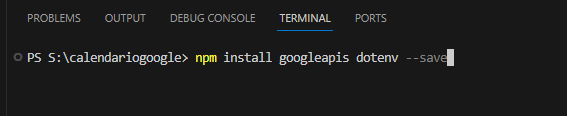 PROBLEMS OUTPUT DEBUG CONSOLE TERMINAL PORTS
PS S:\calendariogoogle> npm install googleapis dotenv --save